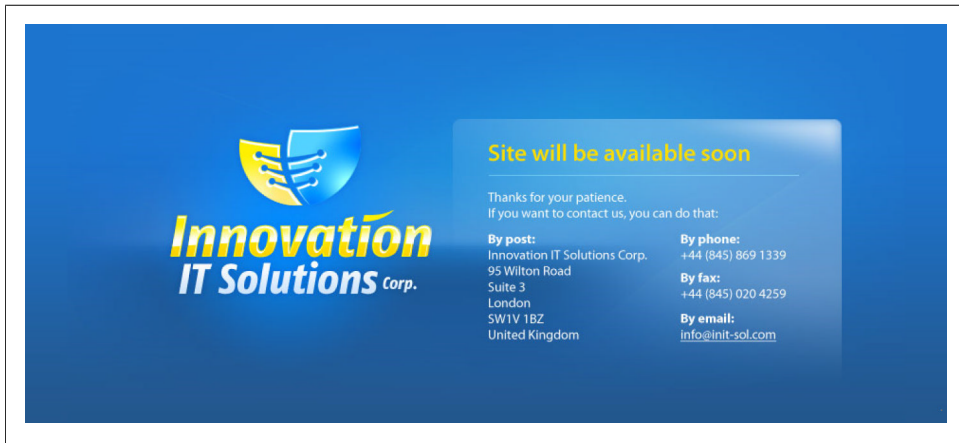 Innovation
IT Solutions Corp.
Site will be available soon
Thanks for your patience.
If you want to contact us, you can do that:
By post:
Innovation IT Solutions Corp.
95 Wilton Road
Suite 3
London
SW1V 1BZ
United Kingdom
By phone:
+44 (845) 869 1339
By fax:
+44 (845) 020 4259
By email:
info@init-sol.com